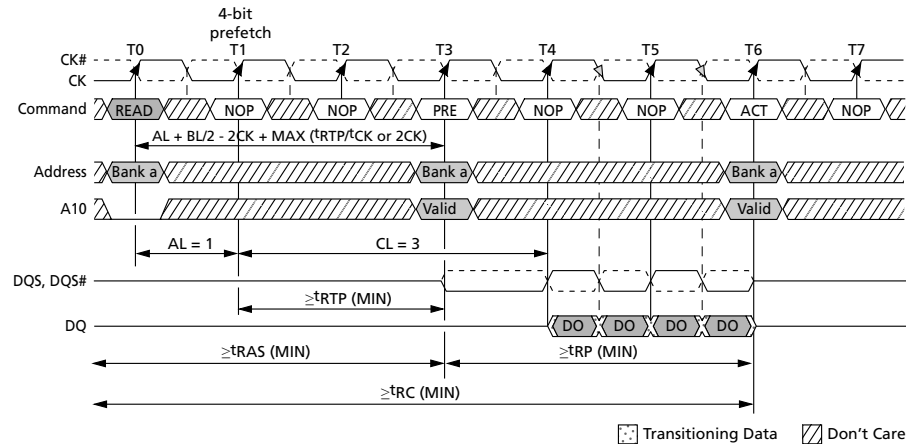 4-bit
prefetch
T0 T1 T2 T3 T4 T5 T6 T7
CK#
CK
Command READ NOP NOP PRE NOP NOP ACT NOP
AL + BL/2 - 2CK + MAX (tRTP/tCK or 2CK)
Address Bank a Bank a Bank a
A10 Valid Valid
AL = 1 CL = 3
DQS, DQS#
≥tRTP (MIN)
DQ DO DO DO DO
≥tRAS (MIN) ≥tRP (MIN)
≥tRC (MIN)
Transitioning Data Don't Care